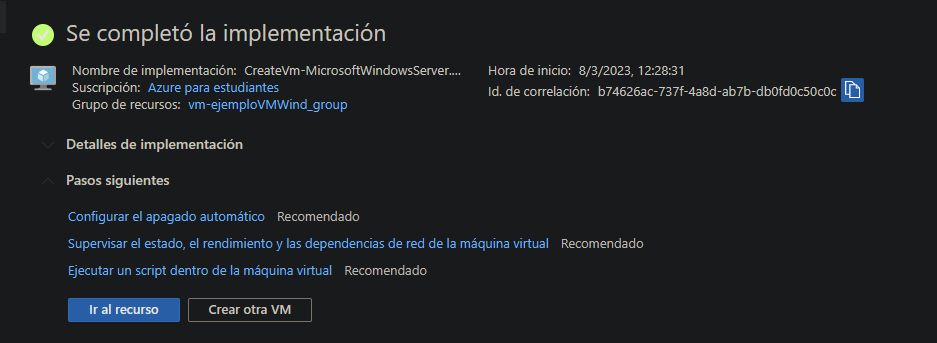 Se completó la implementación
Nombre de implementación: CreateVm-MicrosoftWindowsServer.... Hora de inicio: 8/3/2023, 12:28:31
Suscripción: Azure para estudiantes Id. de correlación: b74626ac-737f-4a8d-ab7b-db0fd0c50c0c
Grupo de recursos: vm-ejemploVMWind_group
Detalles de implementación
Pasos siguientes
Configurar el apagado automático Recomendado
Supervisar el estado, el rendimiento y las dependencias de red de la máquina virtual Recomendado
Ejecutar un script dentro de la máquina virtual Recomendado
Ir al recurso Crear otra VM